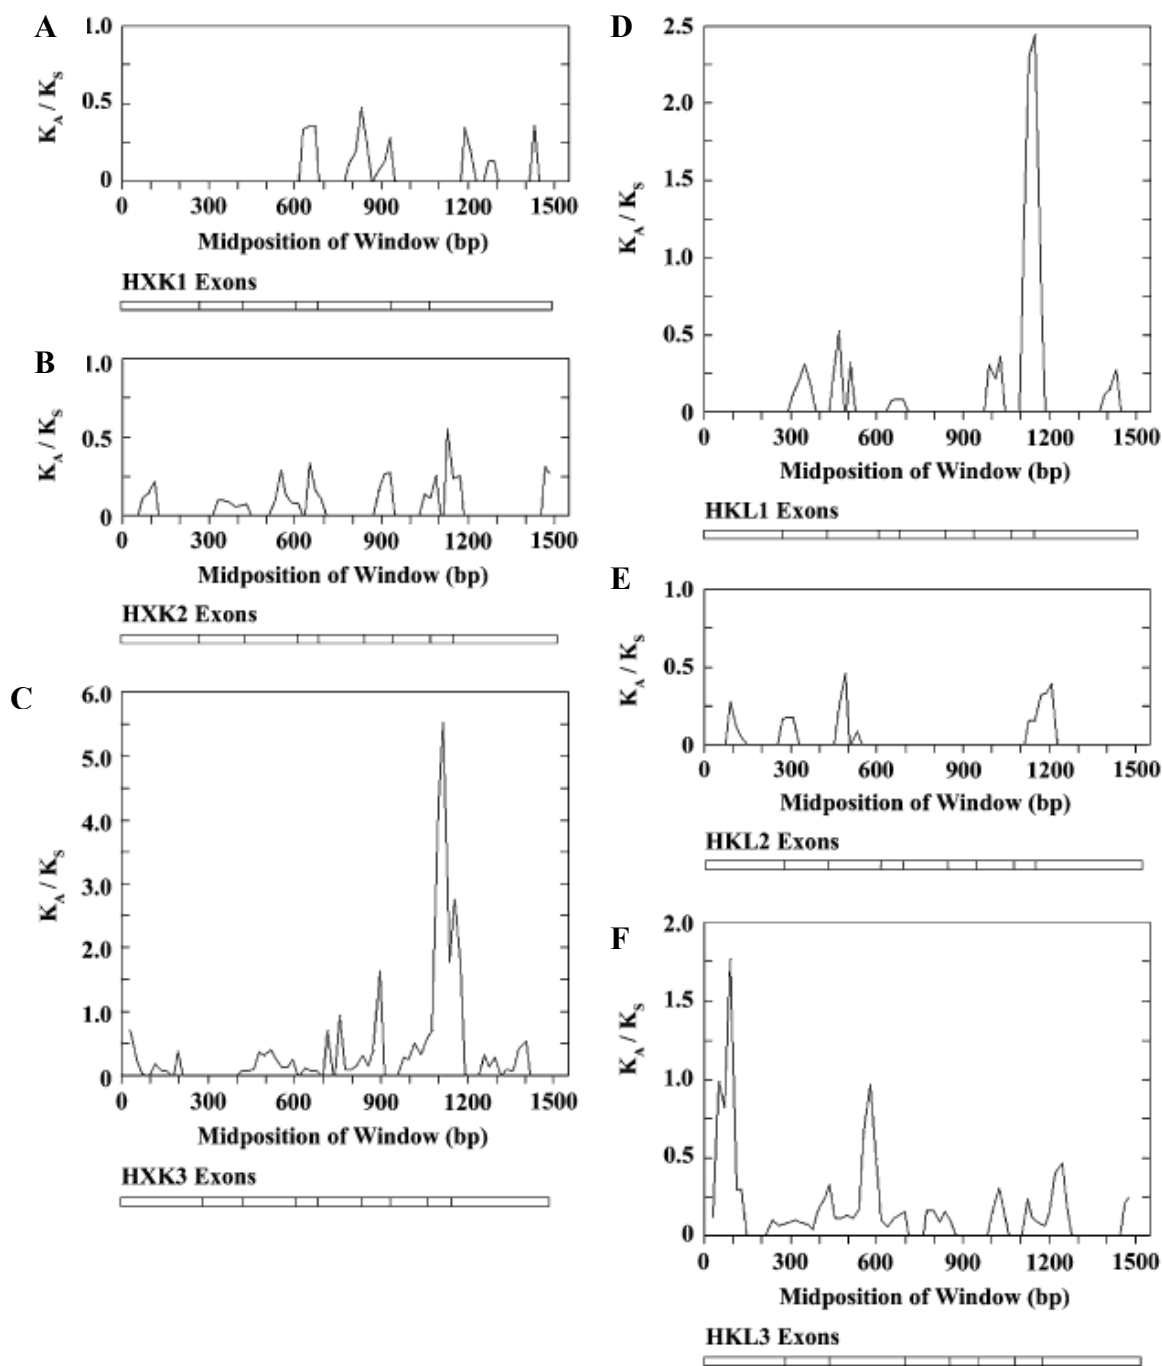 A
1.0
0.5
0
K_A / K_S
0 300 600 900 1200 1500
Midposition of Window (bp)
HXK1 Exons
B
1.0
0.5
0
K_A / K_S
0 300 600 900 1200 1500
Midposition of Window (bp)
HXK2 Exons
C
6.0
5.0
4.0
3.0
2.0
1.0
0
K_A / K_S
0 300 600 900 1200 1500
Midposition of Window (bp)
HXK3 Exons
D
2.5
2.0
1.5
1.0
0.5
0
K_A / K_S
0 300 600 900 1200 1500
Midposition of Window (bp)
HKL1 Exons
E
1.0
0.5
0
K_A / K_S
0 300 600 900 1200 1500
Midposition of Window (bp)
HKL2 Exons
F
2.0
1.5
1.0
0.5
0
K_A / K_S
0 300 600 900 1200 1500
Midposition of Window (bp)
HKL3 Exons